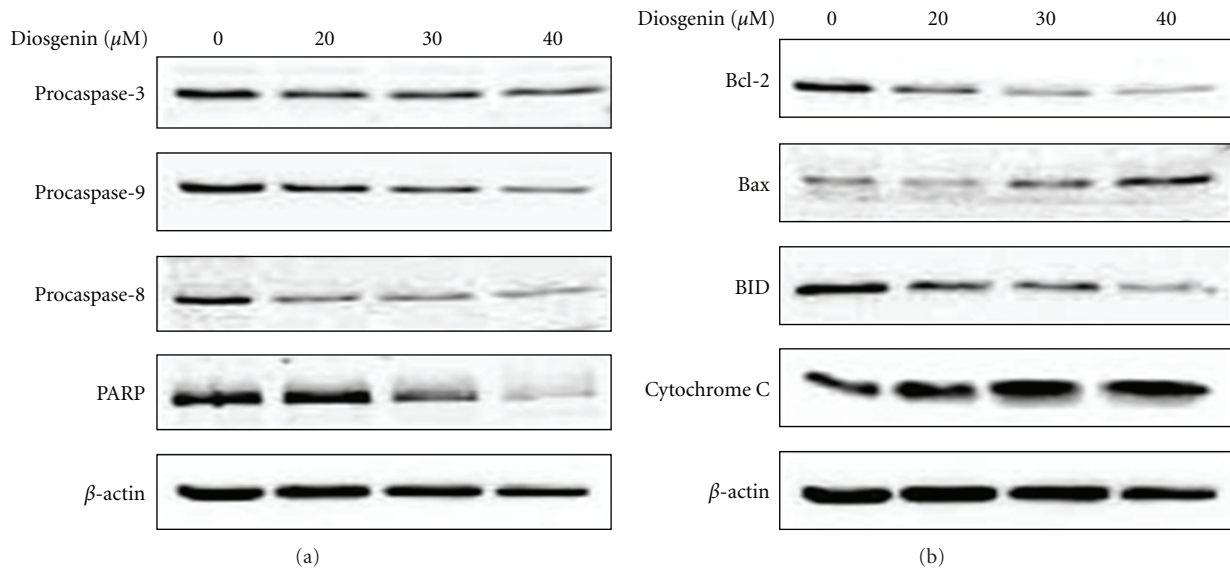 Diosgenin (μM) 0 20 30 40
Procaspase-3
Procaspase-9
Procaspase-8
PARP
β-actin
(a)
Diosgenin (μM) 0 20 30 40
Bcl-2
Bax
BID
Cytochrome C
β-actin
(b)